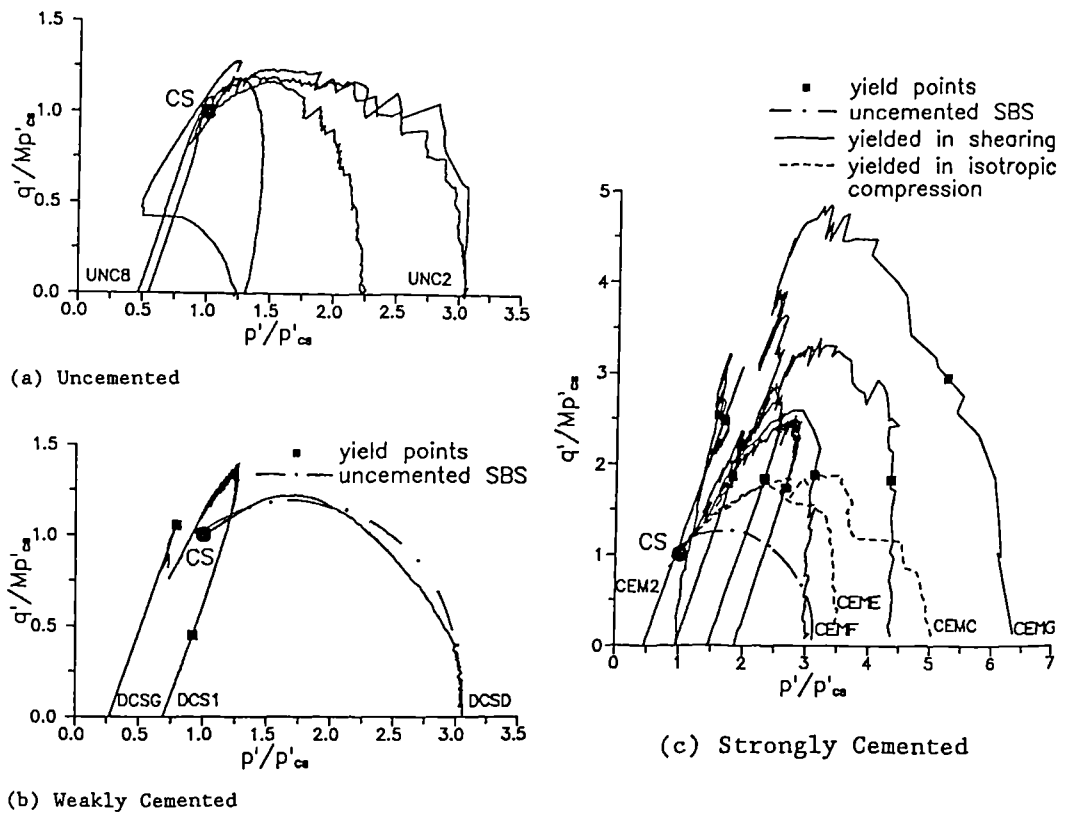 1.5
1.0
0.5
0.0
q'/Mp'cs
CS
UNC8
UNC2
0.0 0.5 1.0 1.5 2.0 2.5 3.0 3.5
p'/p'cs
(a) Uncemented
1.5
1.0
0.5
0.0
q'/Mp'cs
yield points
uncemented SBS
CS
DCSG
DCS1
DCSD
0.0 0.5 1.0 1.5 2.0 2.5 3.0 3.5
p'/p'cs
(b) Weakly Cemented
yield points
uncemented SBS
yielded in shearing
yielded in isotropic
compression
5
4
3
2
1
0
q'/Mp'cs
CS
CEM2
CEME
CEMF
CEMC
CEMG
0 1 2 3 4 5 6 7
p'/p'cs
(c) Strongly Cemented